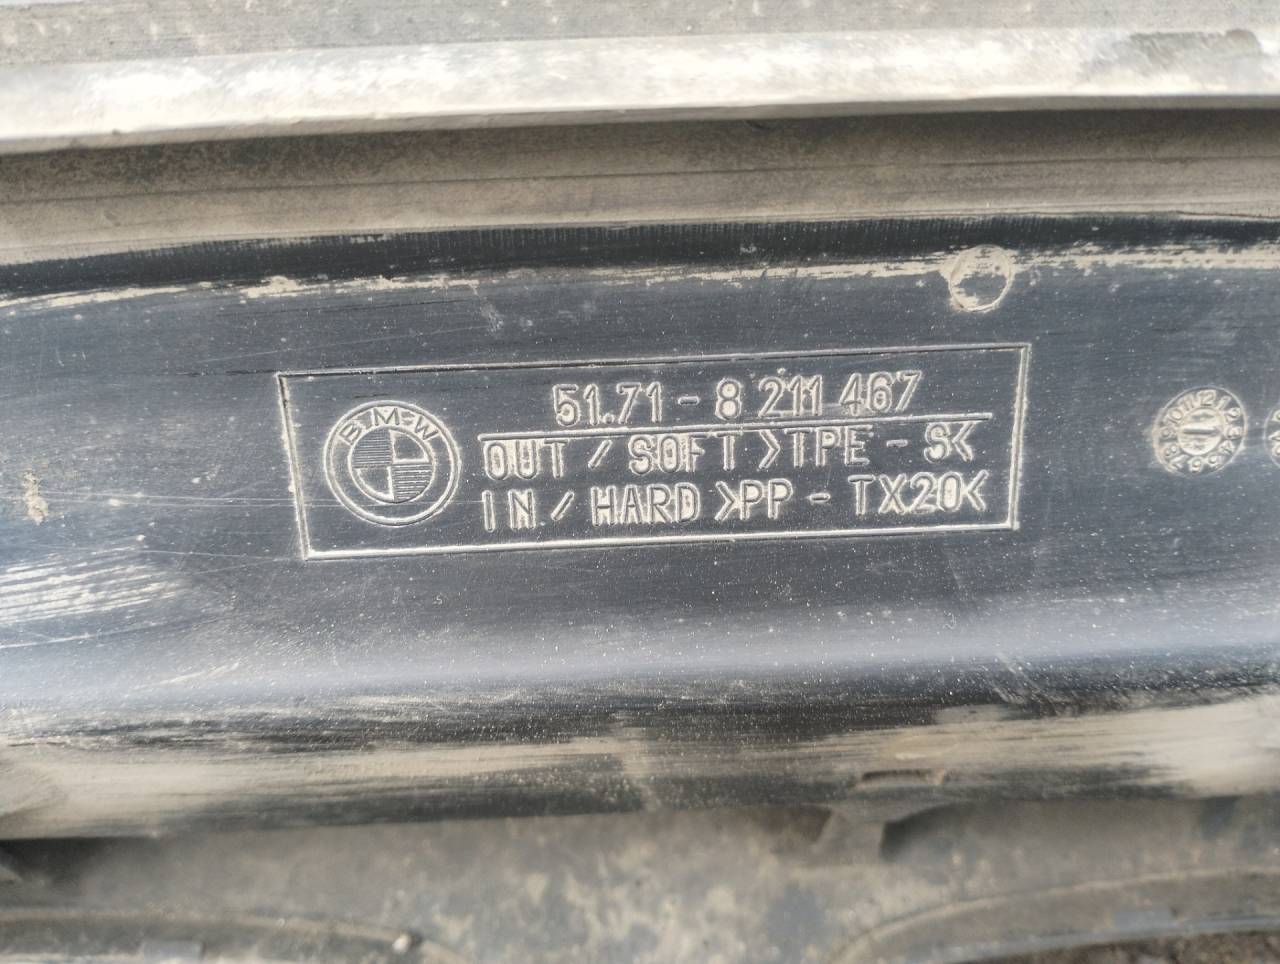 BMW
51.71-8 211 467
OUT / SOFT >TPE - S<
IN / HARD >PP - TX20<